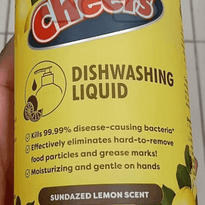 Cheers
DISHWASHING
LIQUID
Kills 99.99% disease-causing bacteria*
Effectively eliminates hard-to-remove
food particles and grease marks!
Moisturizing and gentle on hands
SUNDAZED LEMON SCENT